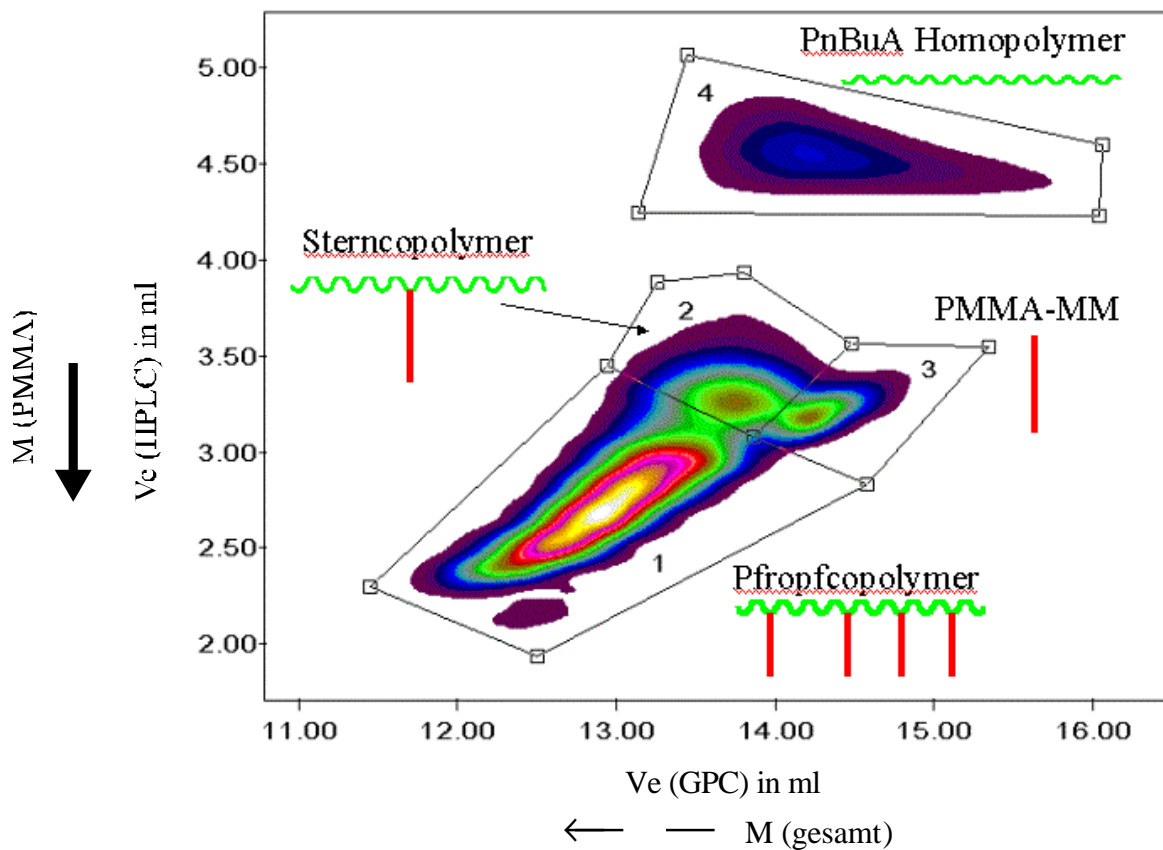 PnBuA Homopolymer
5.00
4
4.50
Sterncopolymer
4.00
PMMA-MM
2
3.50
3
M (PMMA)
Ve (HPLC) in ml
3.00
2.50
1
Pfropfcopolymer
2.00
11.00 12.00 13.00 14.00 15.00 16.00
Ve (GPC) in ml
M (gesamt)